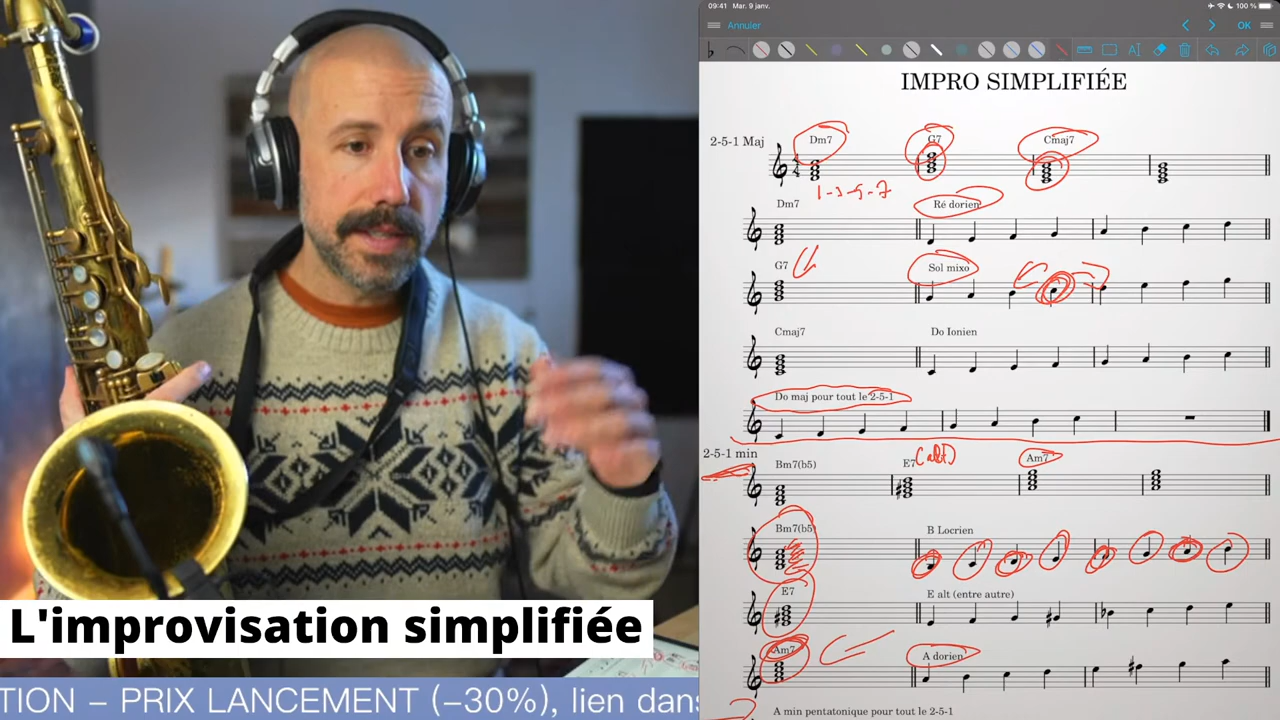 09:41 Mar. 9 janv.
100 %
Annuler
OK
IMPRO SIMPLIFIÉE
2-5-1 Maj
Dm7
G7
Cmaj7
1-3-5-7
Dm7
Ré dorien
G7
Sol mixo
Cmaj7
Do Ionien
Do maj pour tout le 2-5-1
2-5-1 min
Bm7(b5)
E7(alt)
Am7
Bm7(b5)
B Locrien
E7
E alt (entre autre)
Am7
A dorien
A min pentatonique pour tout le 2-5-1
L'improvisation simplifiée
TION – PRIX LANCEMENT (–30%), lien dans